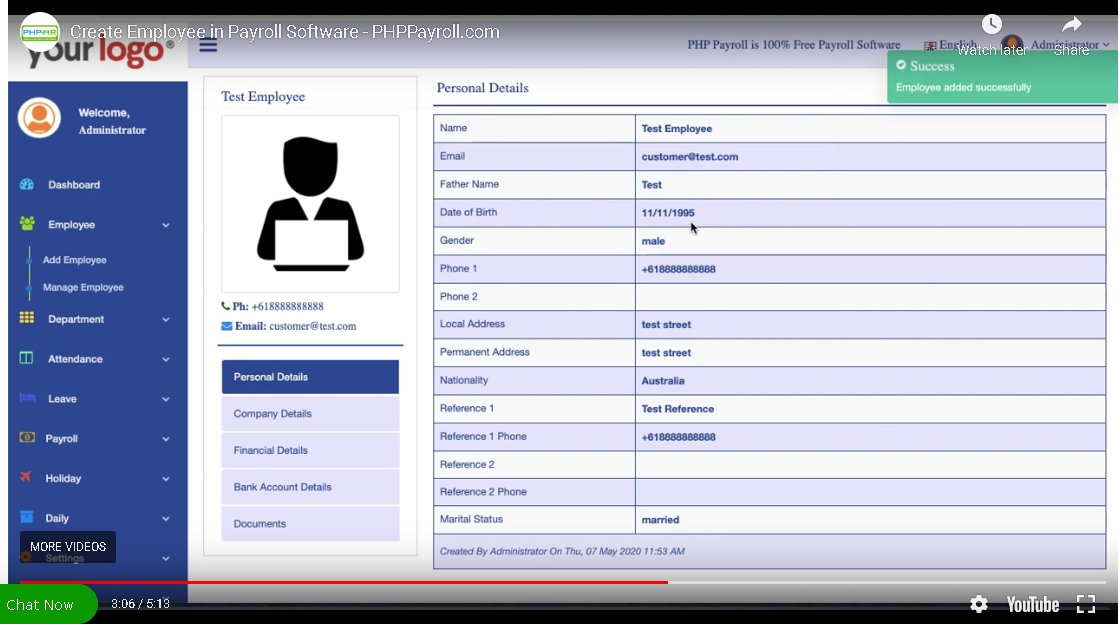 PHP HR
Create Employee in Payroll Software - PHPPayroll.com
your logo®
PHP Payroll is 100% Free Payroll Software
English
Administrator
Watch later
Share
Success
Employee added successfully
Welcome,
Administrator
Dashboard
Employee
Add Employee
Manage Employee
Department
Attendance
Leave
Payroll
Holiday
Daily
Settings
MORE VIDEOS
Test Employee
Ph: +618888888888
Email: customer@test.com
Personal Details
Company Details
Financial Details
Bank Account Details
Documents
Personal Details
Name Test Employee
Email customer@test.com
Father Name Test
Date of Birth 11/11/1995
Gender male
Phone 1 +618888888888
Phone 2
Local Address test street
Permanent Address test street
Nationality Australia
Reference 1 Test Reference
Reference 1 Phone +618888888888
Reference 2
Reference 2 Phone
Marital Status married
Created By Administrator On Thu, 07 May 2020 11:53 AM
Chat Now
3:06 / 5:13
YouTube